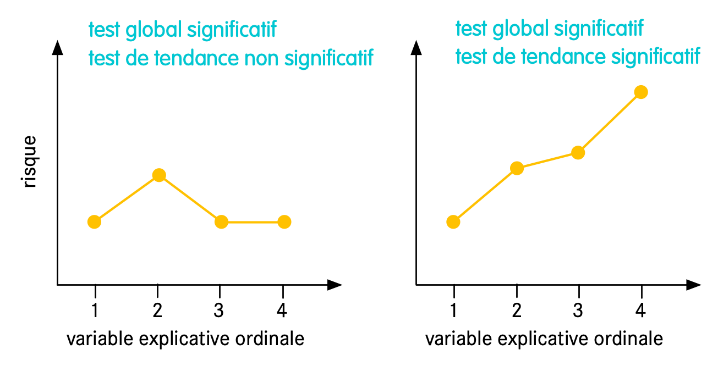 test global significatif
test de tendance non significatif
risque
1 2 3 4
variable explicative ordinale
test global significatif
test de tendance significatif
1 2 3 4
variable explicative ordinale